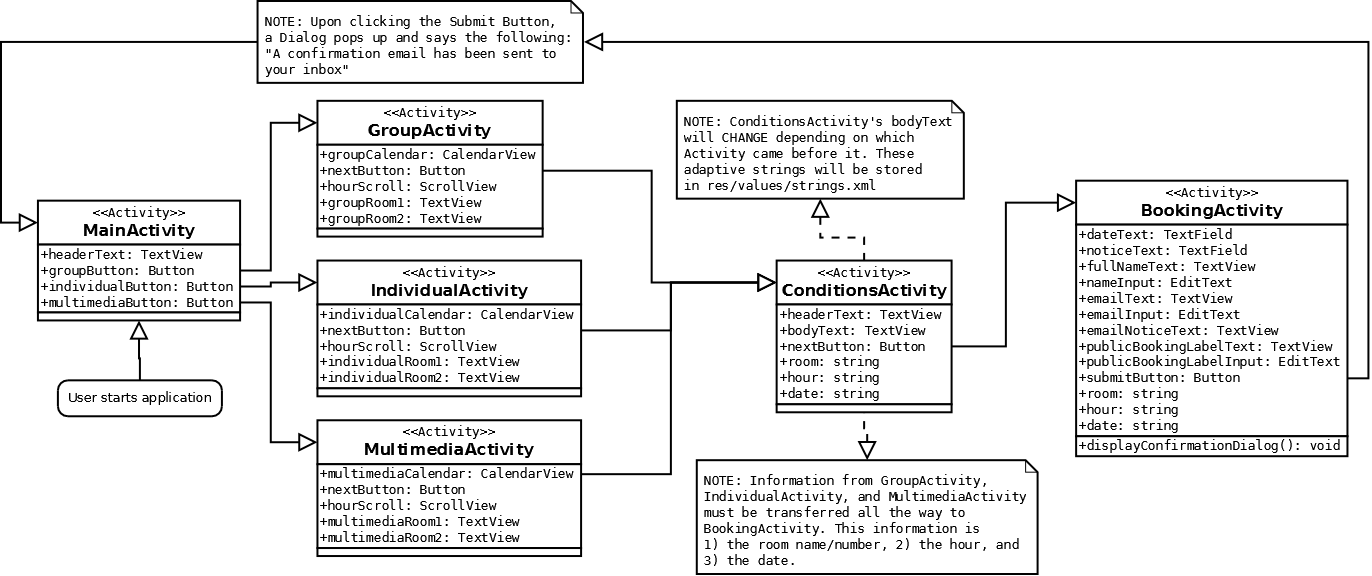 NOTE: Upon clicking the Submit Button,
a Dialog pops up and says the following:
"A confirmation email has been sent to
your inbox"
<<Activity>>
MainActivity
+headerText: TextView
+groupButton: Button
+individualButton: Button
+multimediaButton: Button
User starts application
<<Activity>>
GroupActivity
+groupCalendar: CalendarView
+nextButton: Button
+hourScroll: ScrollView
+groupRoom1: TextView
+groupRoom2: TextView
<<Activity>>
IndividualActivity
+individualCalendar: CalendarView
+nextButton: Button
+hourScroll: ScrollView
+individualRoom1: TextView
+individualRoom2: TextView
<<Activity>>
MultimediaActivity
+multimediaCalendar: CalendarView
+nextButton: Button
+hourScroll: ScrollView
+multimediaRoom1: TextView
+multimediaRoom2: TextView
NOTE: ConditionsActivity's bodyText
will CHANGE depending on which
Activity came before it. These
adaptive strings will be stored
in res/values/strings.xml
<<Activity>>
ConditionsActivity
+headerText: TextView
+bodyText: TextView
+nextButton: Button
+room: string
+hour: string
+date: string
NOTE: Information from GroupActivity,
IndividualActivity, and MultimediaActivity
must be transferred all the way to
BookingActivity. This information is
1) the room name/number, 2) the hour, and
3) the date.
<<Activity>>
BookingActivity
+dateText: TextField
+noticeText: TextField
+fullNameText: TextView
+nameInput: EditText
+emailText: TextView
+emailInput: EditText
+emailNoticeText: TextView
+publicBookingLabelText: TextView
+publicBookingLabelInput: EditText
+submitButton: Button
+room: string
+hour: string
+date: string
+displayConfirmationDialog(): void